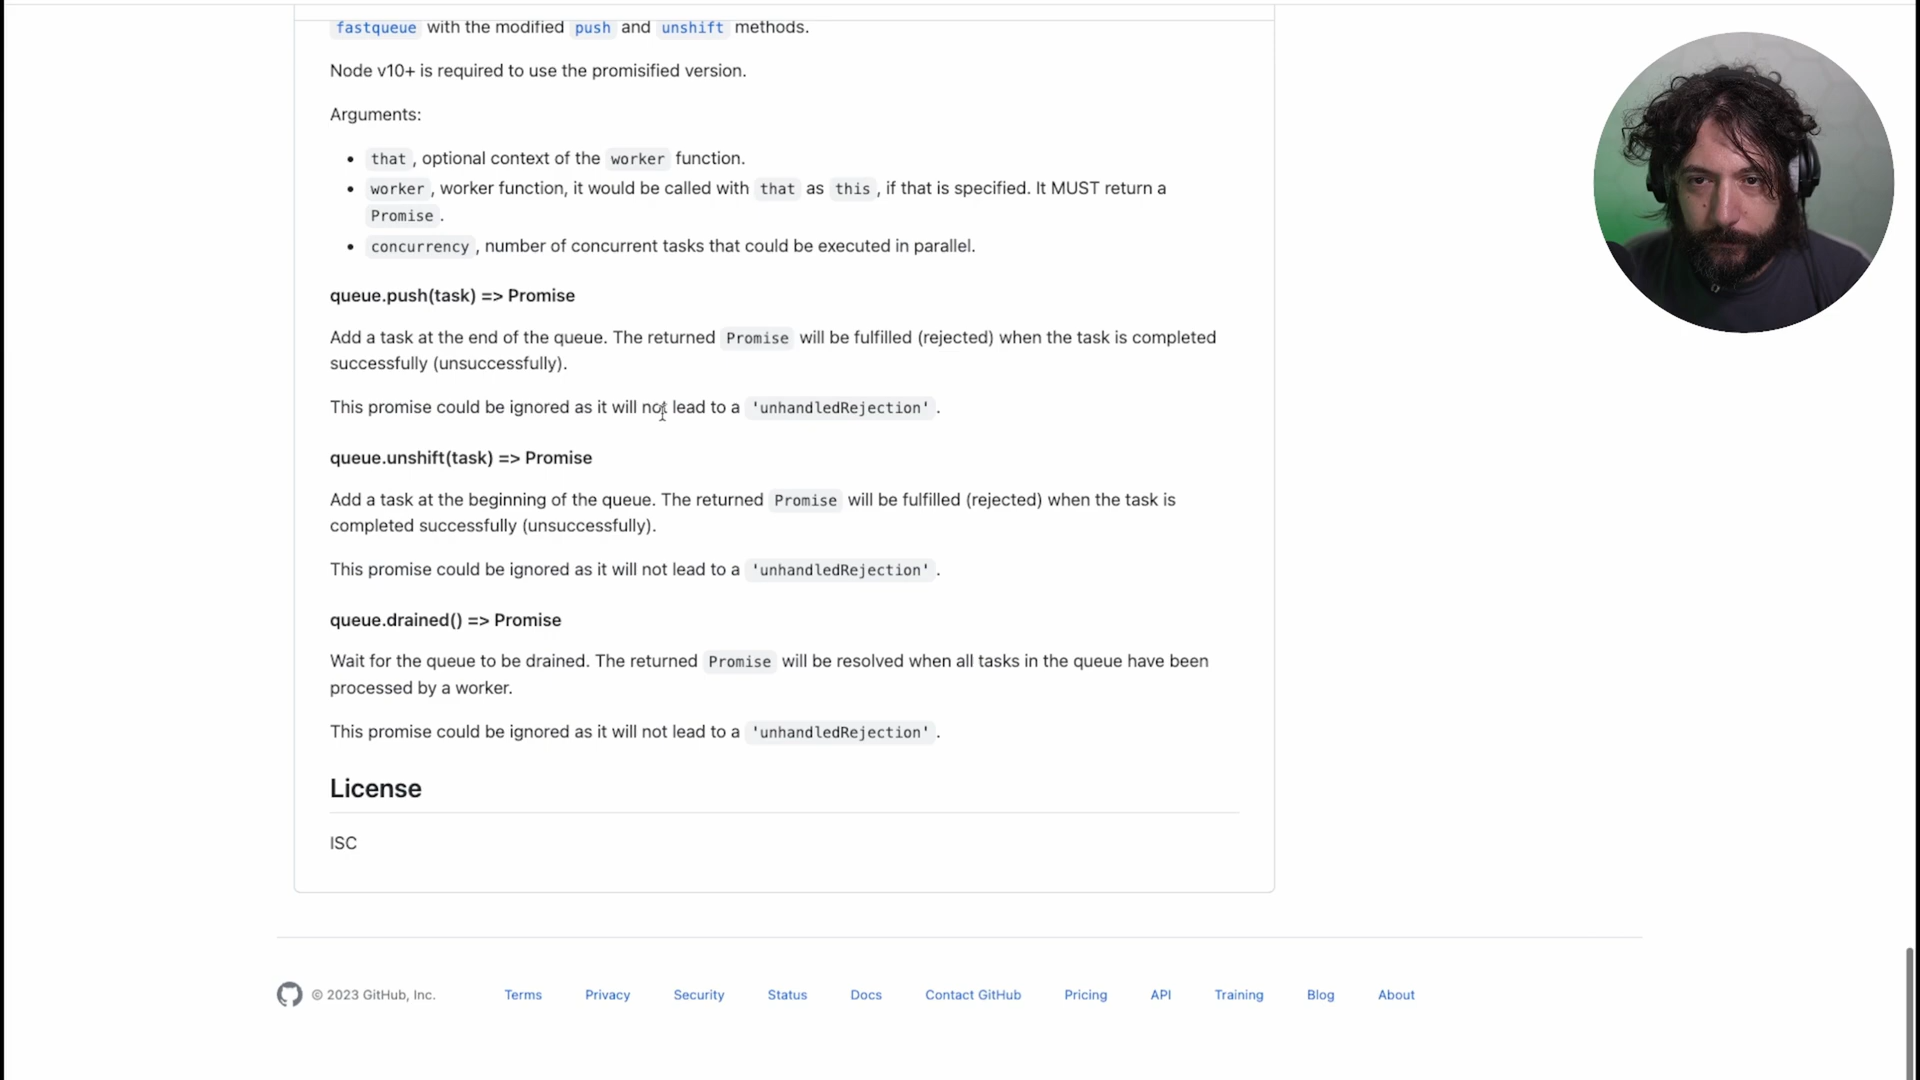 fastqueue with the modified push and unshift methods.
Node v10+ is required to use the promisified version.
Arguments:
• that, optional context of the worker function.
• worker, worker function, it would be called with that as this, if that is specified. It MUST return a
Promise.
• concurrency, number of concurrent tasks that could be executed in parallel.
queue.push(task) => Promise
Add a task at the end of the queue. The returned Promise will be fulfilled (rejected) when the task is completed
successfully (unsuccessfully).
This promise could be ignored as it will not lead to a 'unhandledRejection'.
queue.unshift(task) => Promise
Add a task at the beginning of the queue. The returned Promise will be fulfilled (rejected) when the task is
completed successfully (unsuccessfully).
This promise could be ignored as it will not lead to a 'unhandledRejection'.
queue.drained() => Promise
Wait for the queue to be drained. The returned Promise will be resolved when all tasks in the queue have been
processed by a worker.
This promise could be ignored as it will not lead to a 'unhandledRejection'.
License
ISC
© 2023 GitHub, Inc. Terms Privacy Security Status Docs Contact GitHub Pricing API Training Blog About